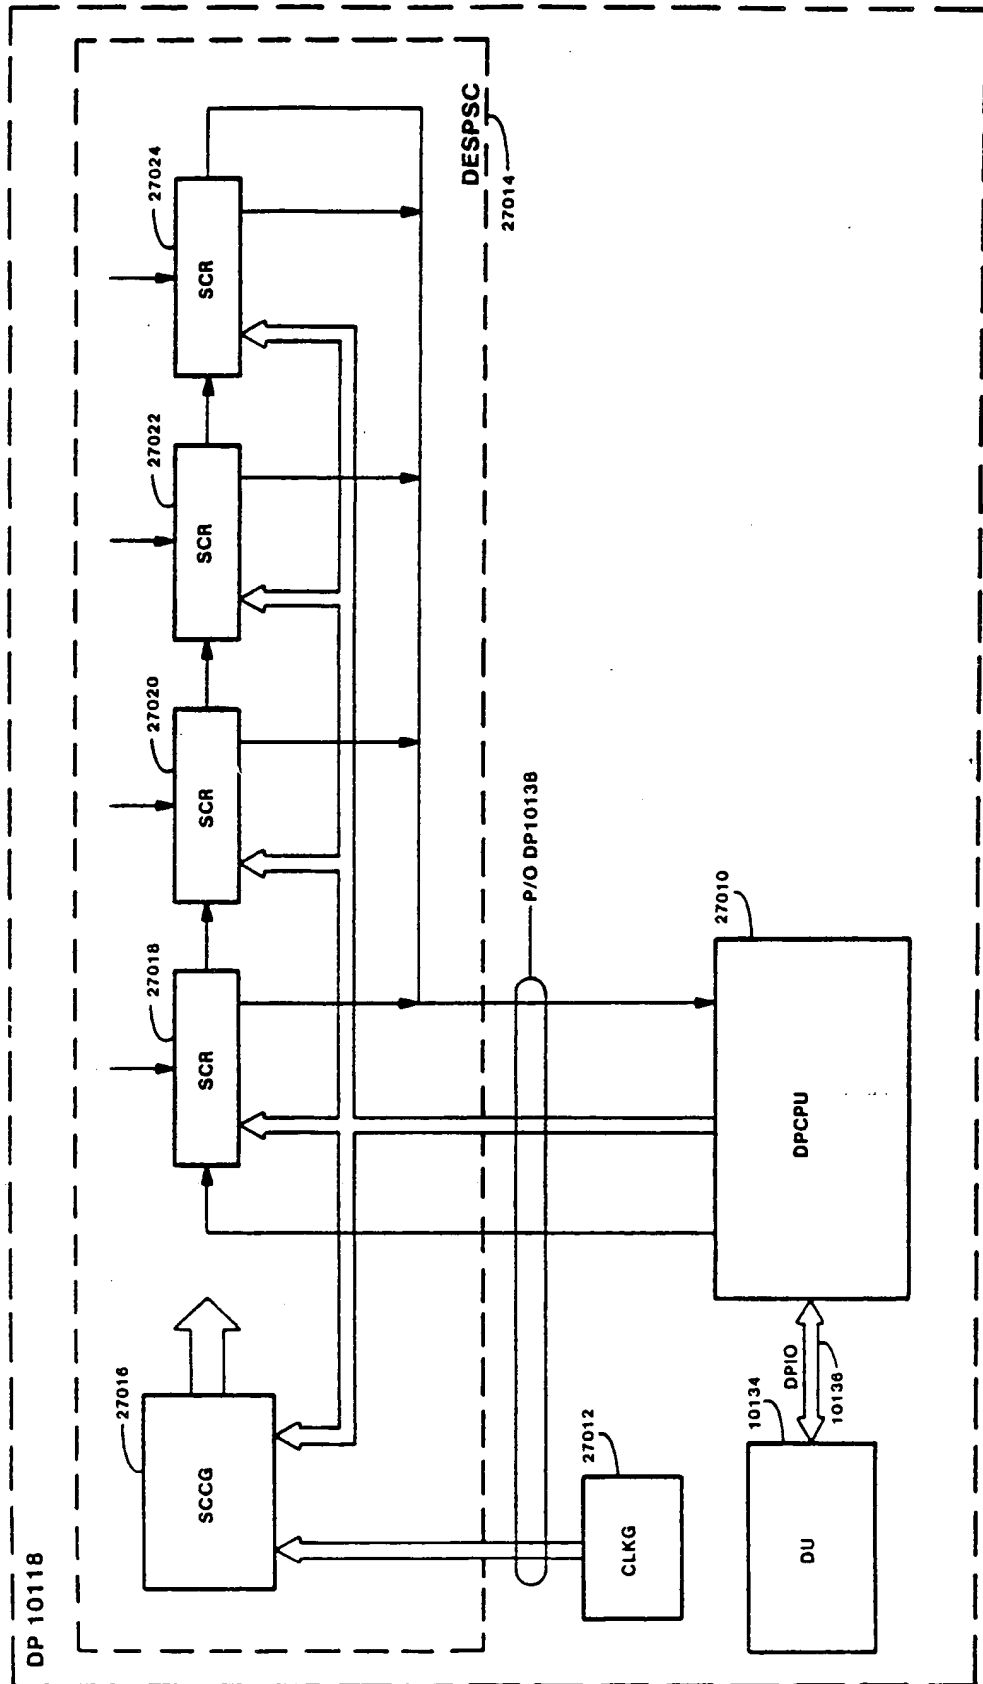 DP 10118
DESPSC
27014
27016
SCCG
27018
SCR
27020
SCR
27022
SCR
27024
SCR
P/O DP10138
27012
CLKG
27010
DPCPU
10134
DU
DPIO
10136